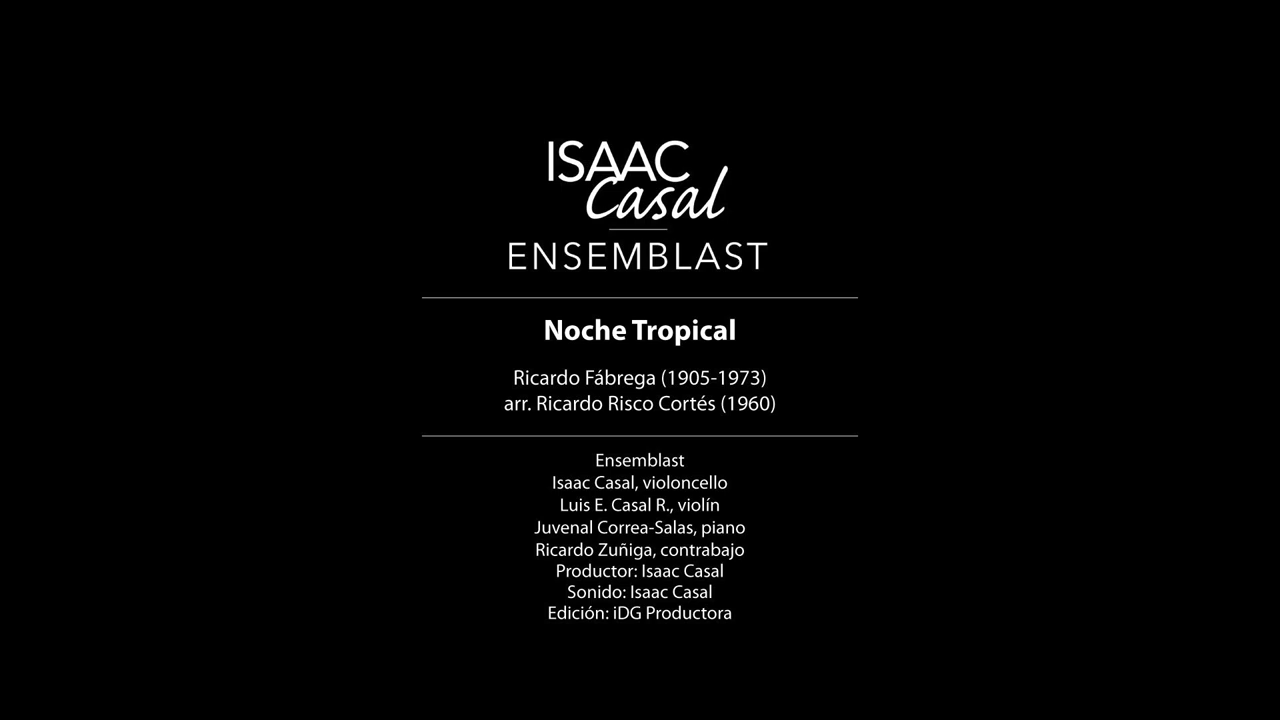 ISAAC
Casal
ENSEMBLAST
Noche Tropical
Ricardo Fábrega (1905-1973)
arr. Ricardo Risco Cortés (1960)
Ensemblast
Isaac Casal, violoncello
Luis E. Casal R., violín
Juvenal Correa-Salas, piano
Ricardo Zuñiga, contrabajo
Productor: Isaac Casal
Sonido: Isaac Casal
Edición: iDG Productora